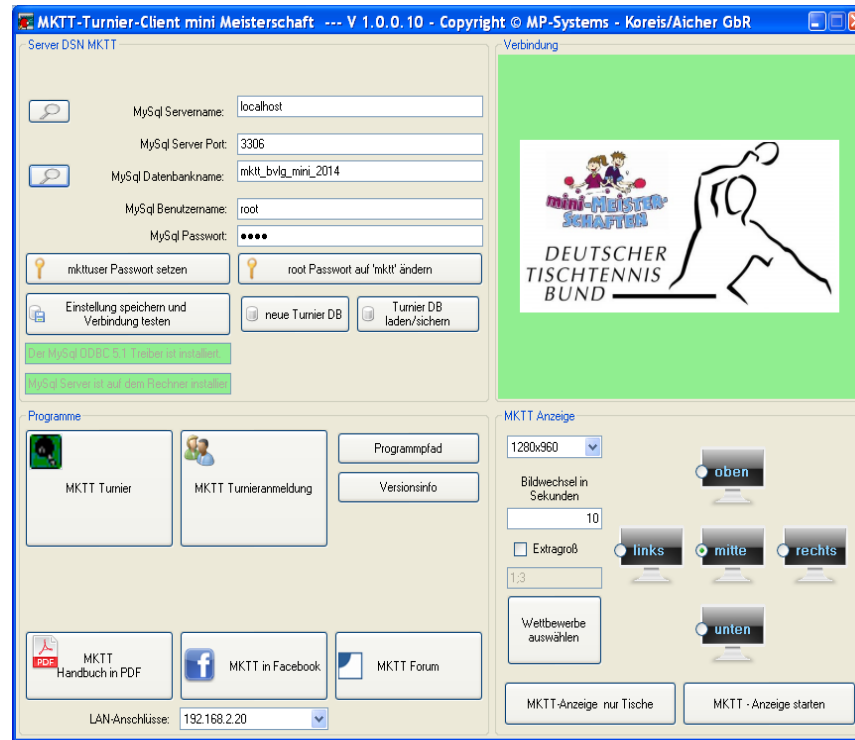 MKTT-Turnier-Client mini Meisterschaft --- V 1.0.0.10 - Copyright © MP-Systems - Koreis/Aicher GbR
Server DSN MKTT
MySql Servername:
localhost
MySql Server Port:
3306
MySql Datenbankname:
mktt_bvlg_mini_2014
MySql Benutzername:
root
MySql Passwort:
●●●●
mkttuser Passwort setzen
root Passwort auf 'mktt' ändern
Einstellung speichern und
Verbindung testen
neue Turnier DB
Turnier DB
laden/sichern
Der MySql ODBC 5.1 Treiber ist installiert.
MySql Server ist auf dem Rechner installier
Verbindung
mini-MEISTER-
SCHAFTEN
DEUTSCHER
TISCHTENNIS
BUND
Programme
MKTT Turnier
MKTT Turnieranmeldung
Programmpfad
Versionsinfo
PDF
MKTT
Handbuch in PDF
MKTT in Facebook
MKTT Forum
LAN-Anschlüsse:
192.168.2.20
MKTT Anzeige
1280x960
Bildwechsel in
Sekunden
10
Extragroß
1;3
Wettbewerbe
auswählen
oben
links
mitte
rechts
unten
MKTT-Anzeige nur Tische
MKTT - Anzeige starten